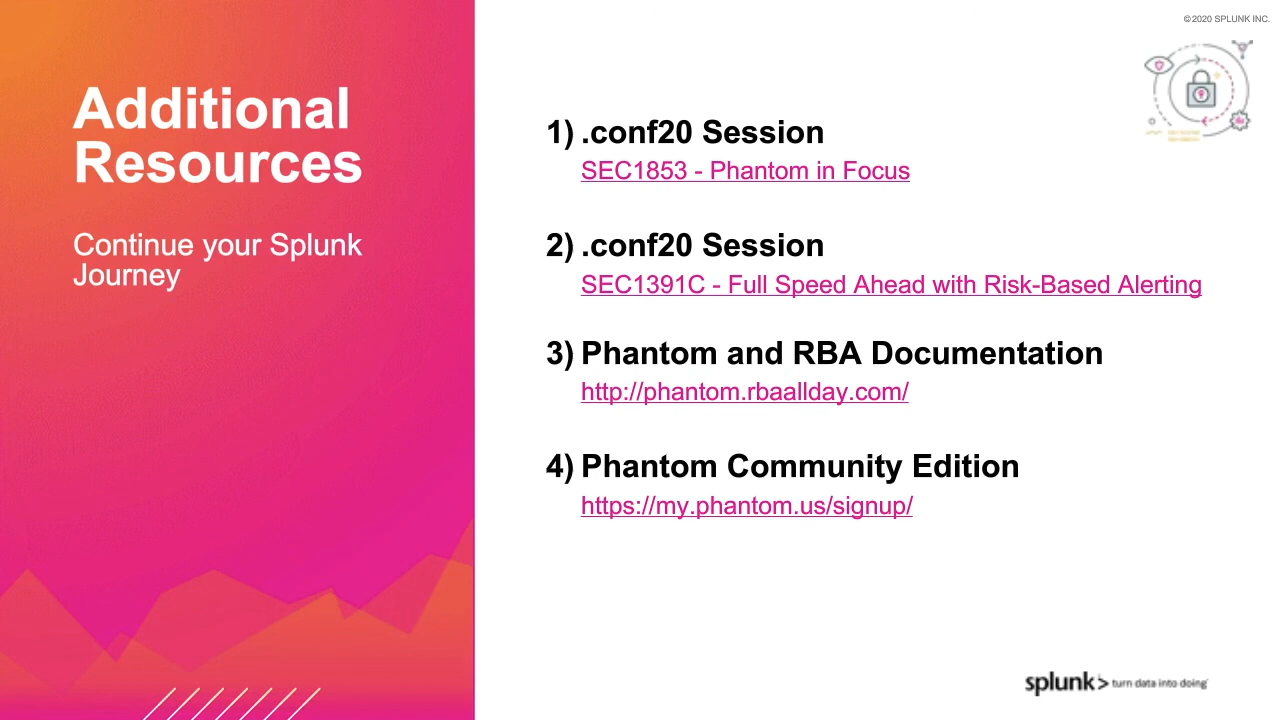 ©2020 SPLUNK INC.
Additional
Resources
Continue your Splunk
Journey
1) .conf20 Session
SEC1853 - Phantom in Focus
2) .conf20 Session
SEC1391C - Full Speed Ahead with Risk-Based Alerting
3) Phantom and RBA Documentation
http://phantom.rbaallday.com/
4) Phantom Community Edition
https://my.phantom.us/signup/
splunk> turn data into doing